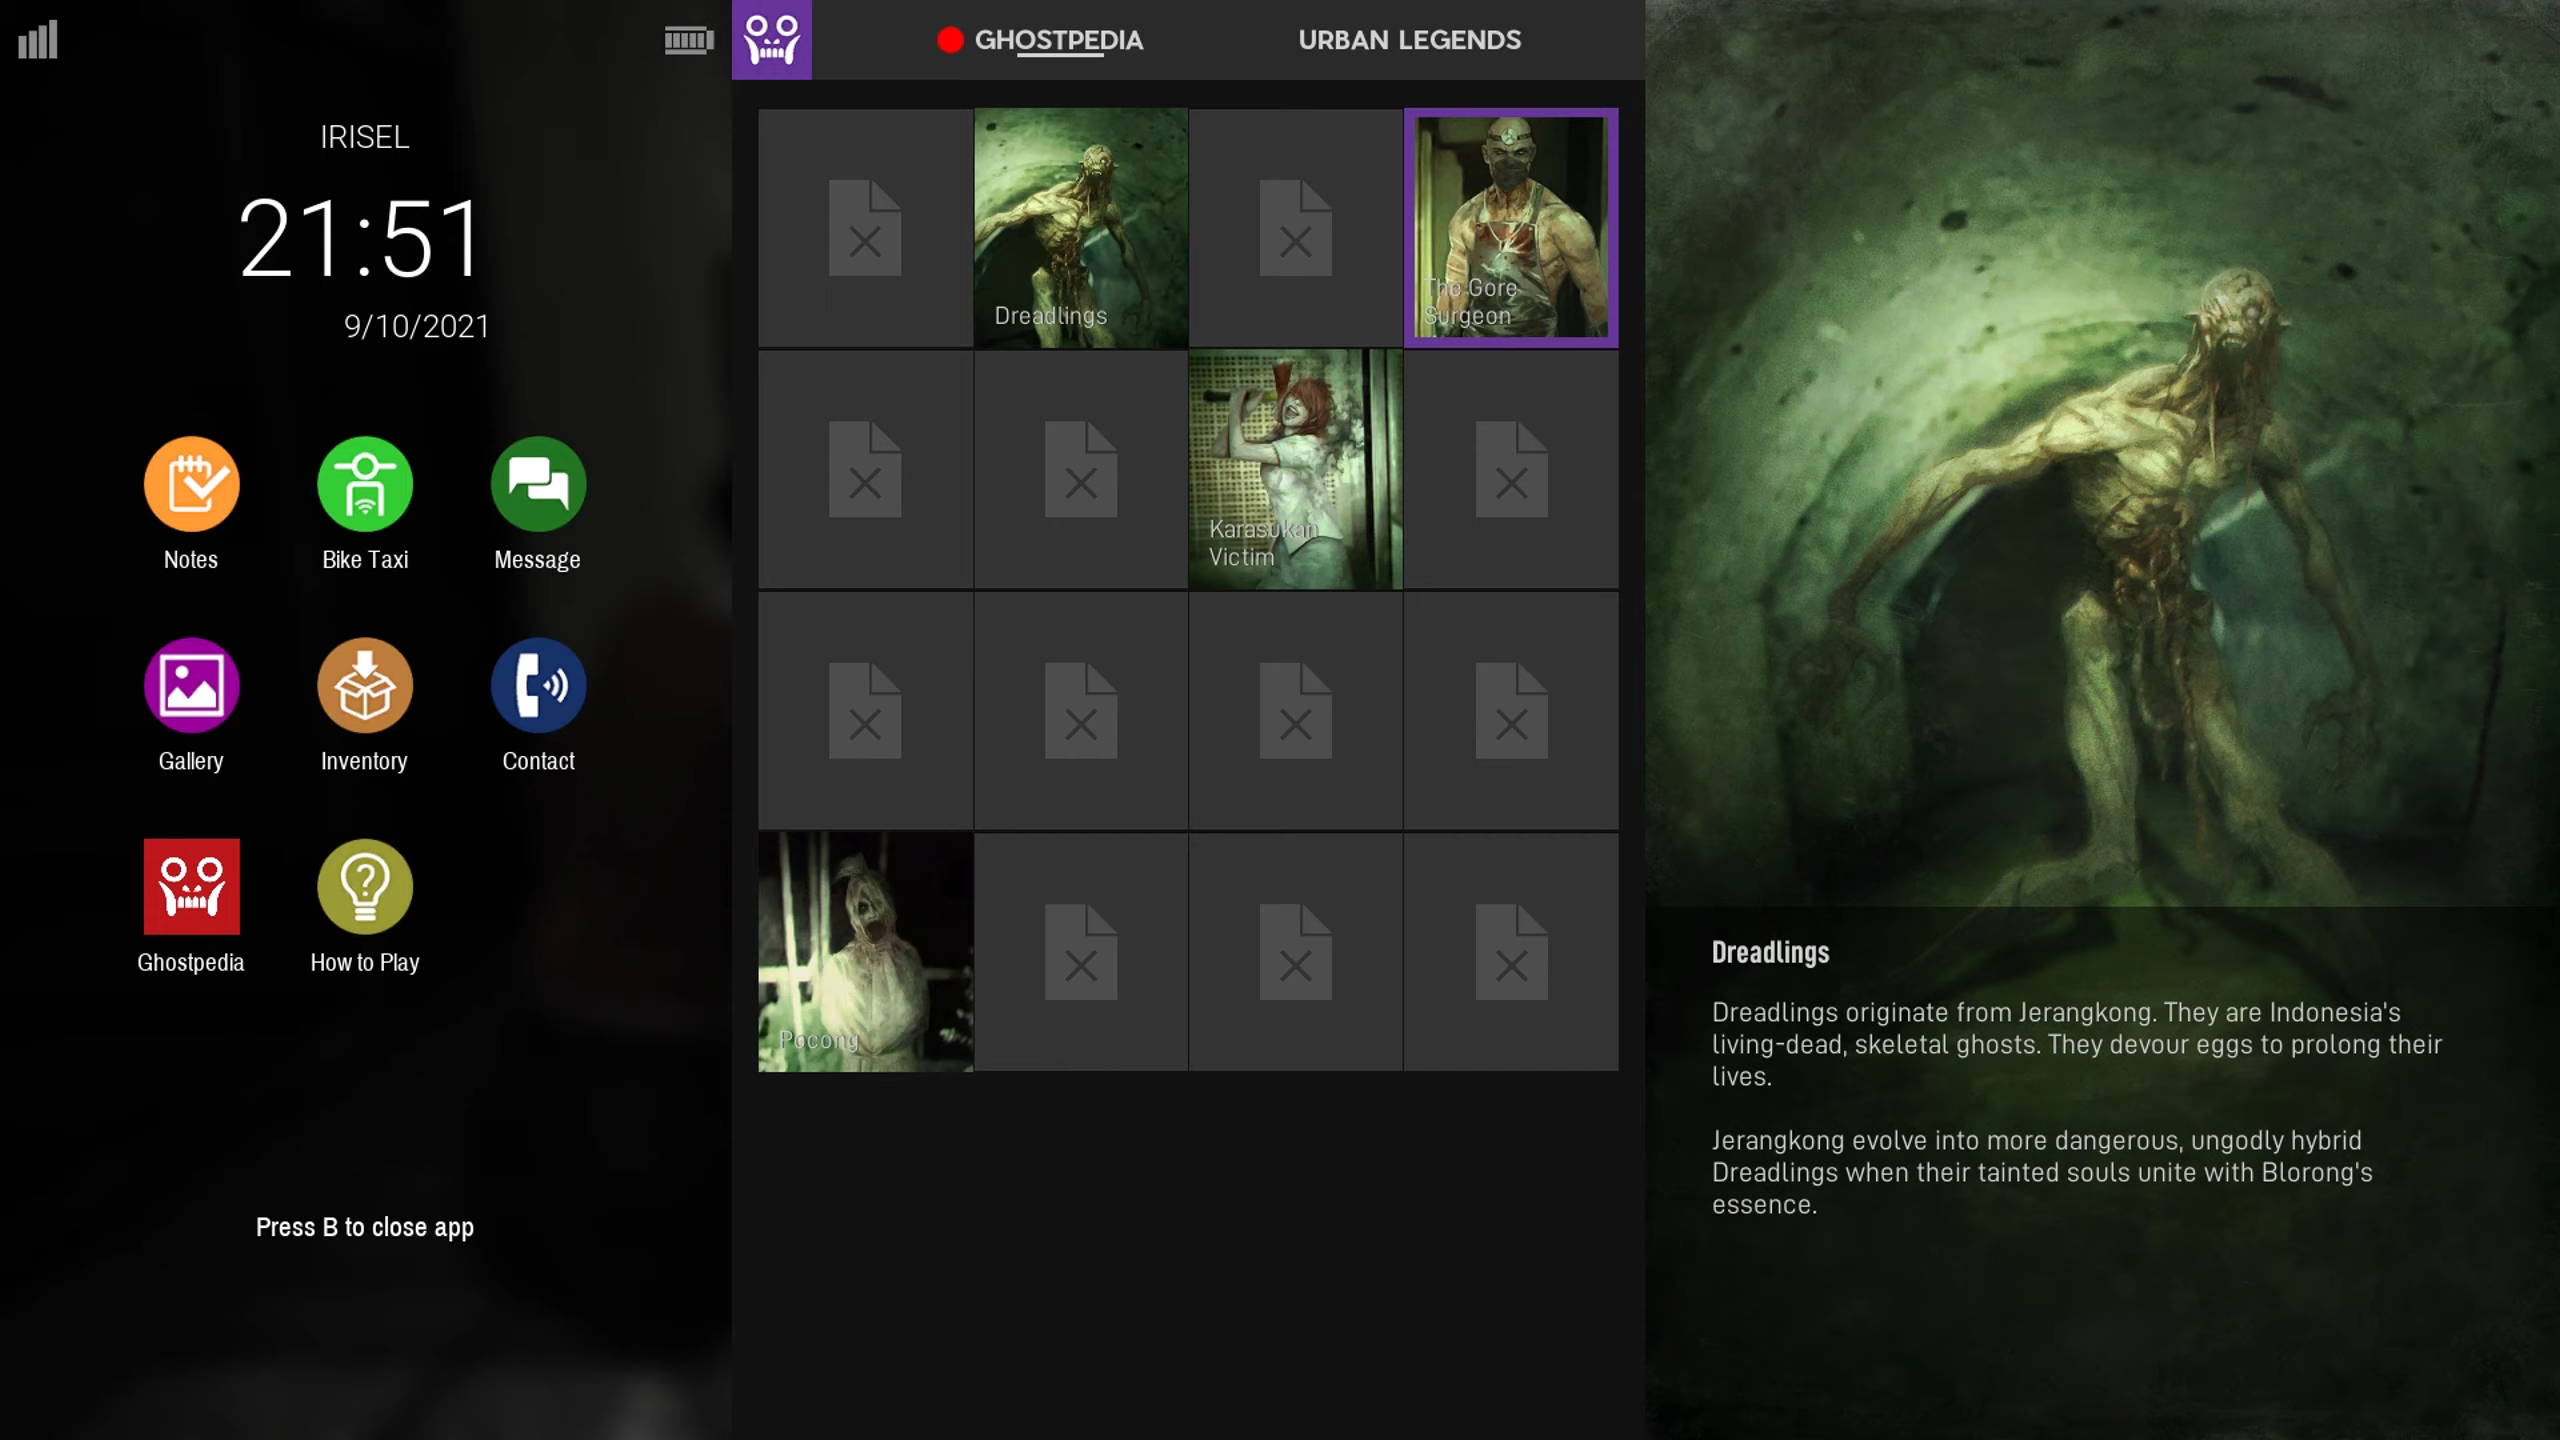 IRISEL
21:51
9/10/2021
Notes
Bike Taxi
Message
Gallery
Inventory
Contact
Ghostpedia
How to Play
Press B to close app
GHOSTPEDIA
URBAN LEGENDS
Dreadlings
The Gore
Surgeon
Karasukan
Victim
Pocong
Dreadlings
Dreadlings originate from Jerangkong. They are Indonesia's
living-dead, skeletal ghosts. They devour eggs to prolong their
lives.
Jerangkong evolve into more dangerous, ungodly hybrid
Dreadlings when their tainted souls unite with Blorong's
essence.